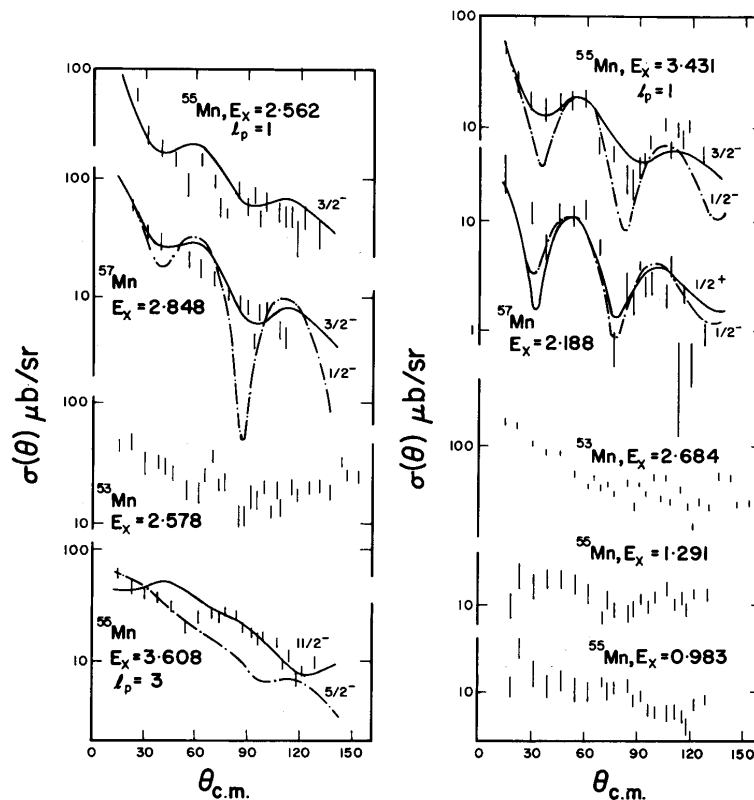 100
⁵⁵Mn, Eₓ=2·562
ℓₚ=1
3/2⁻
100
⁵⁷Mn
Eₓ=2·848
10
3/2⁻
1/2⁻
100
⁵³Mn
Eₓ=2·578
10
100
⁵⁵Mn
Eₓ=3·608
ℓₚ=3
10
11/2⁻
5/2⁻
0 30 60 90 120 150
θc.m.
σ(θ) μb/sr
100
⁵⁵Mn, Eₓ=3·431
ℓₚ=1
10
3/2⁻
1/2⁻
10
1/2⁺
1/2⁻
1
⁵⁷Mn
Eₓ=2·188
100
⁵³Mn, Eₓ=2·684
⁵⁵Mn, Eₓ=1·291
10
⁵⁵Mn, Eₓ=0·983
10
0 30 60 90 120 150
θc.m.
σ(θ) μb/sr